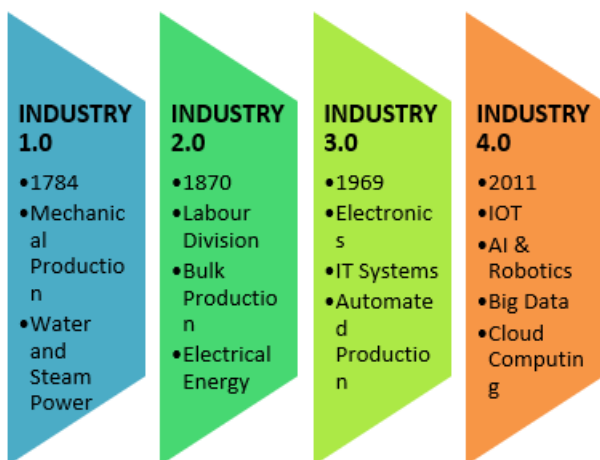 INDUSTRY
1.0
•1784
•Mechanic
al
Productio
n
•Water
and
Steam
Power
INDUSTRY
2.0
•1870
•Labour
Division
•Bulk
Productio
n
•Electrical
Energy
INDUSTRY
3.0
•1969
•Electronic
s
•IT Systems
•Automate
d
Productio
n
INDUSTRY
4.0
•2011
•IOT
•AI &
Robotics
•Big Data
•Cloud
Computin
g